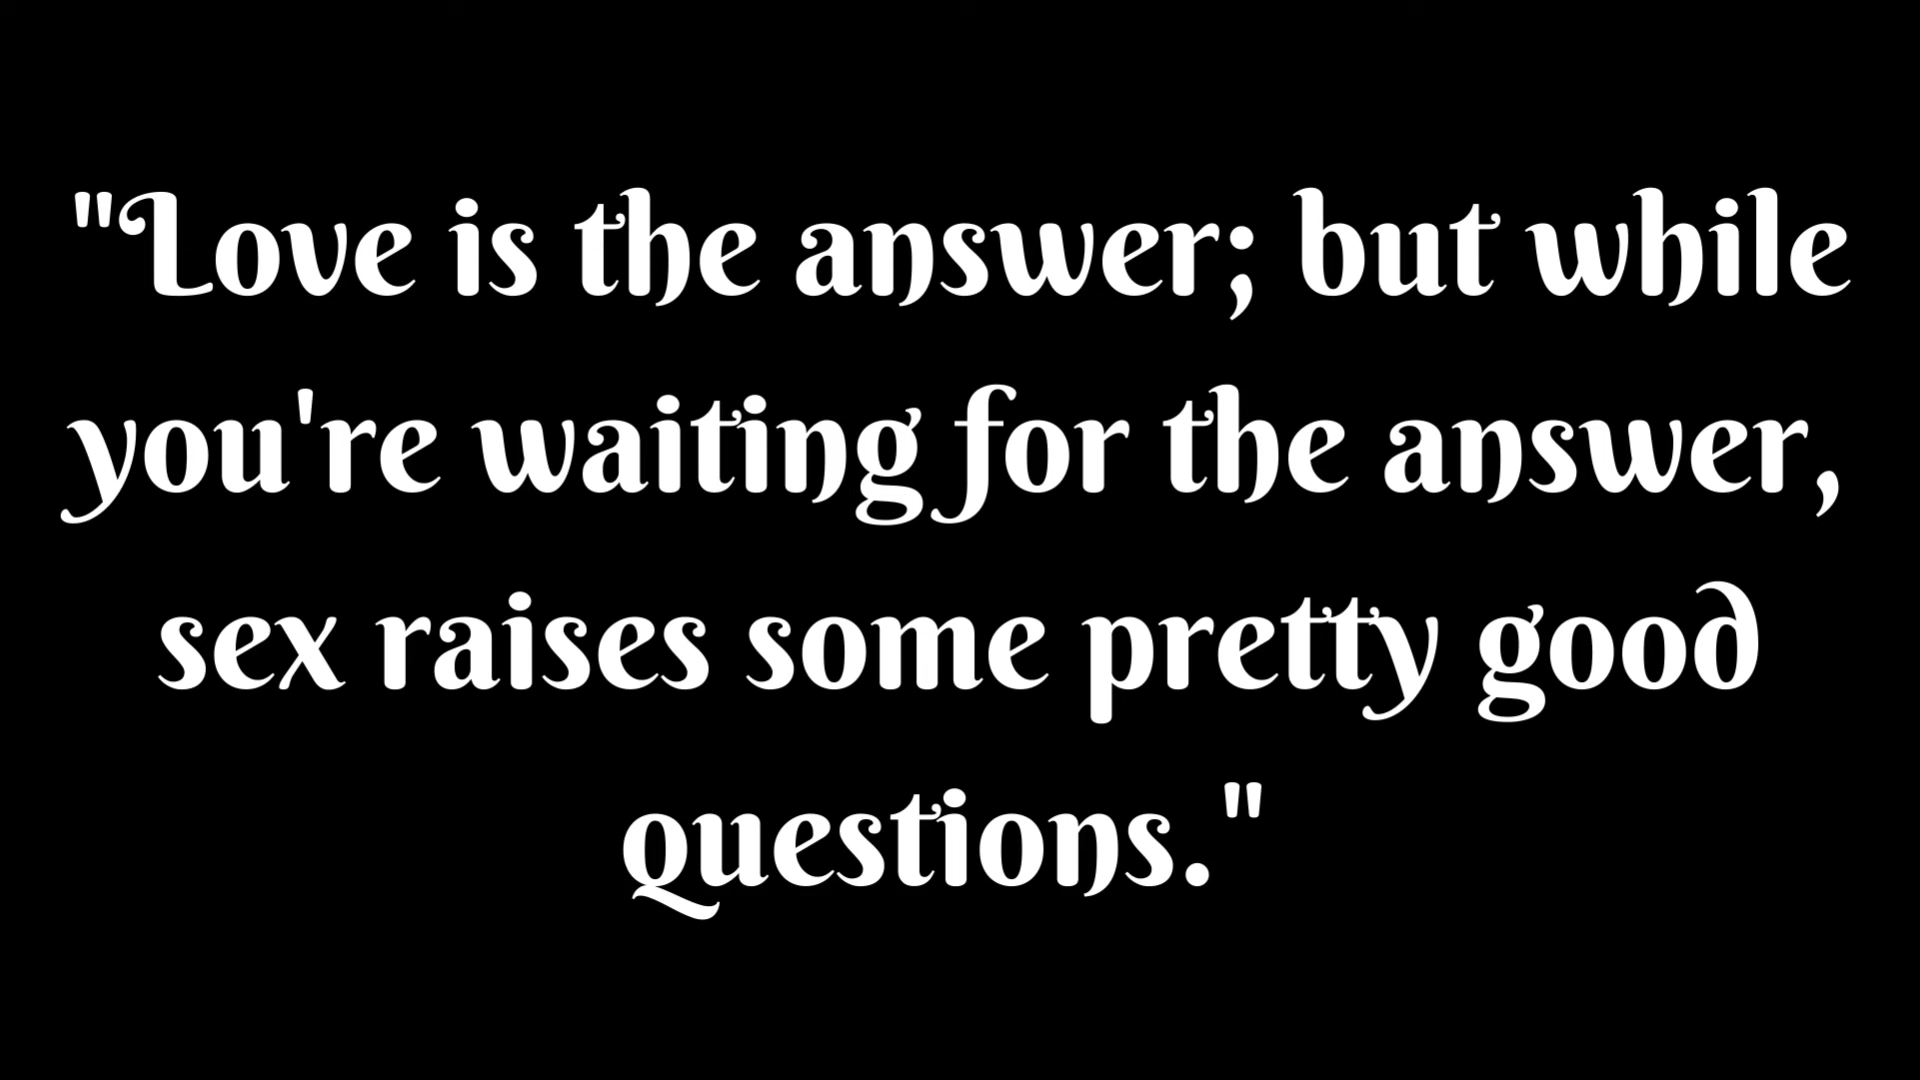 "Love is the answer; but while
you're waiting for the answer,
sex raises some pretty good
questions."